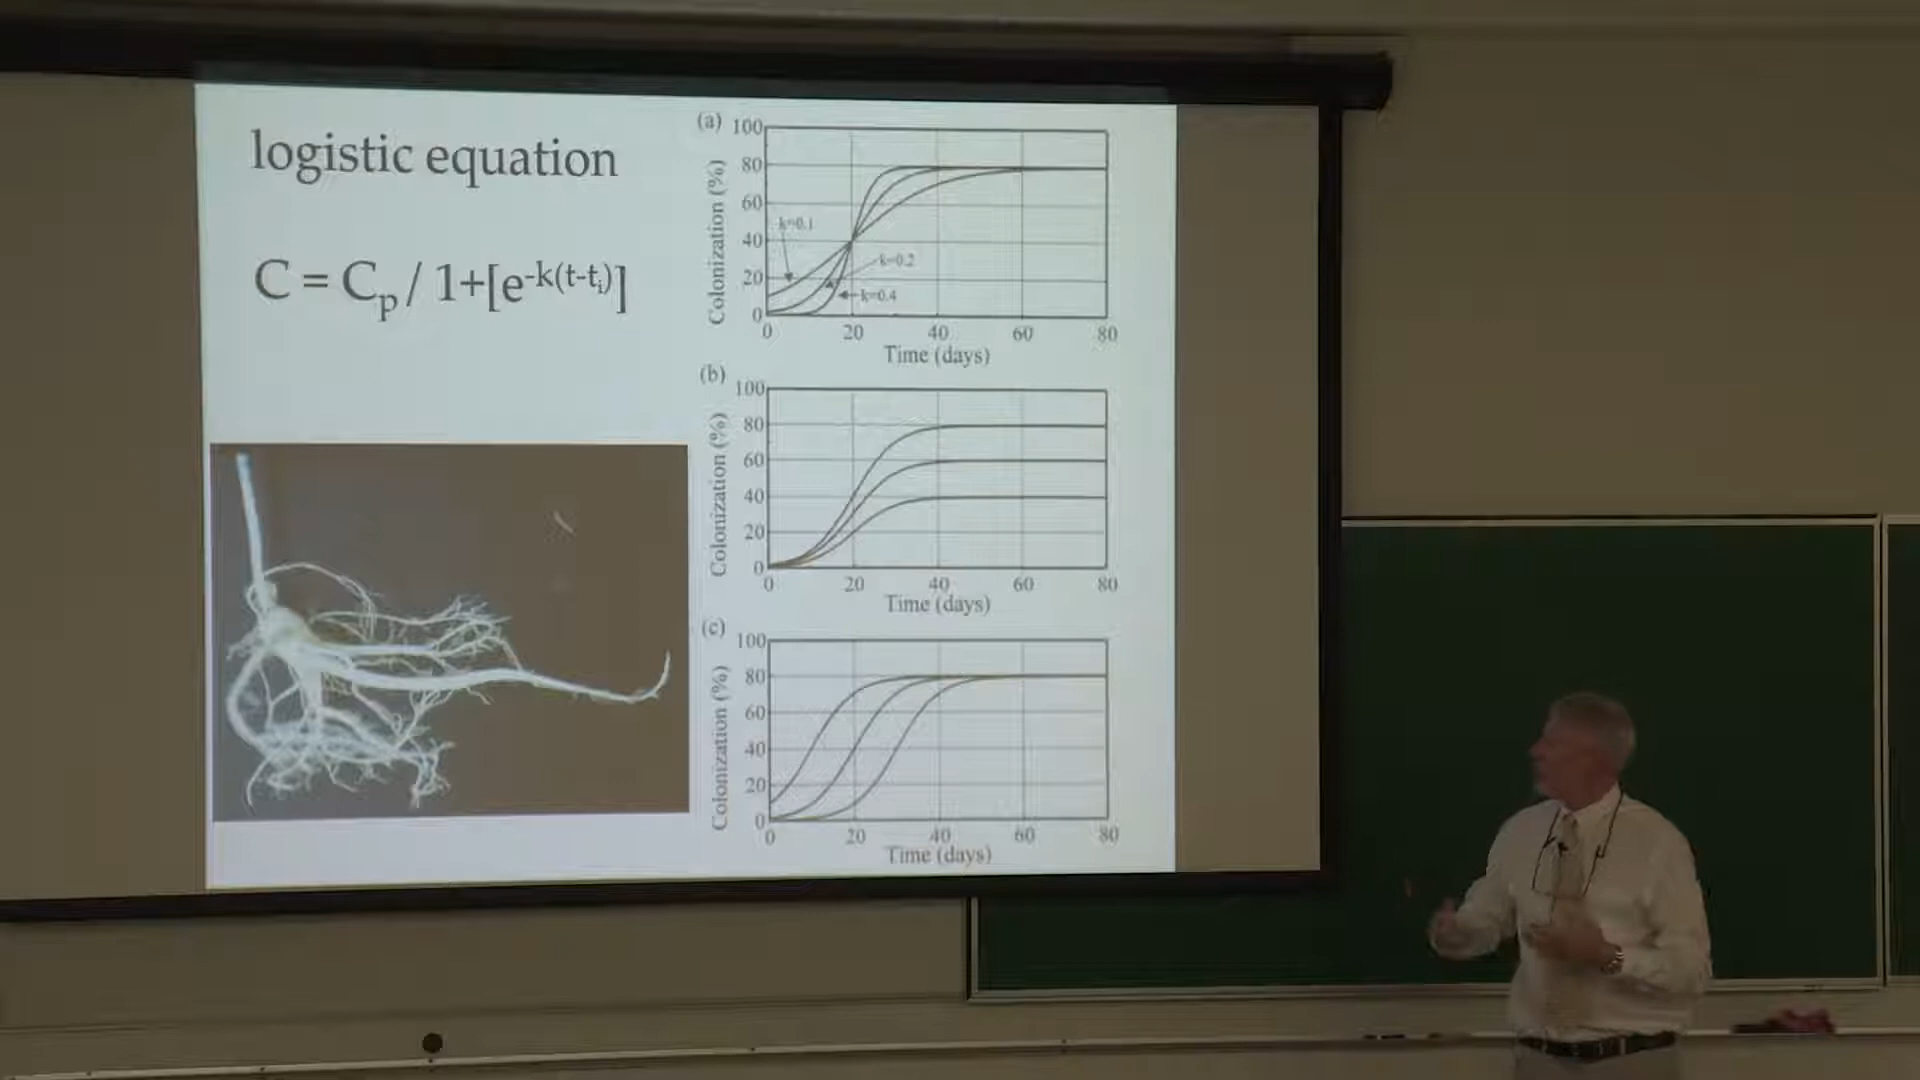 logistic equation
C = Cp / 1+[e-k(t-ti)]
(a)
100
80
60
40
20
0
Colonization (%)
k=0.1
k=0.2
k=0.4
0 20 40 60 80
Time (days)
(b)
100
80
60
40
20
0
Colonization (%)
0 20 40 60 80
Time (days)
(c)
100
80
60
40
20
0
Colonization (%)
0 20 40 60 80
Time (days)